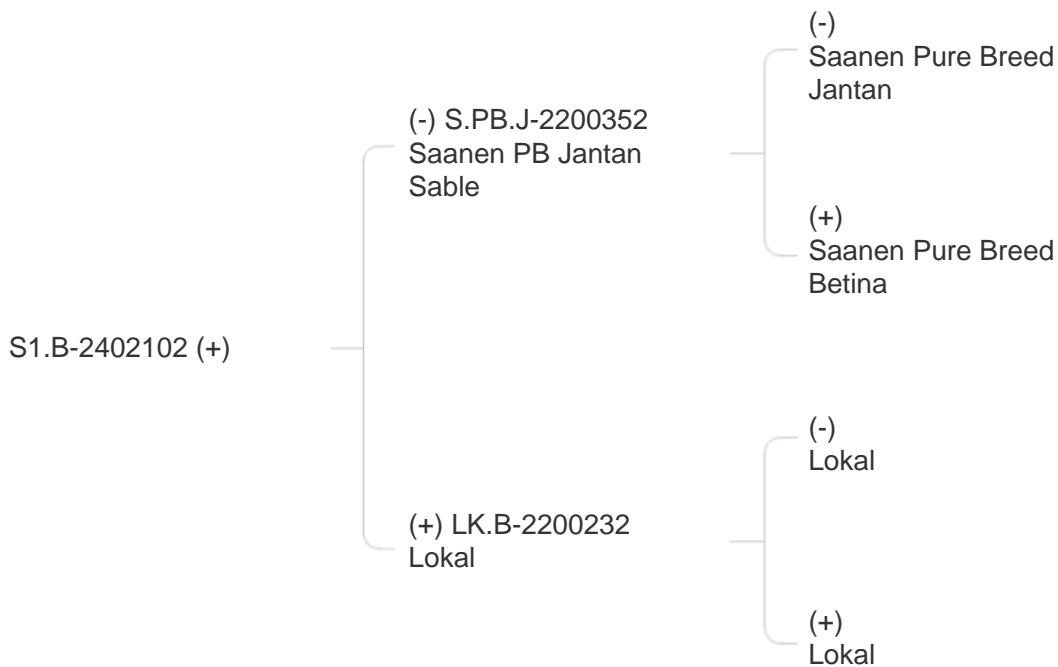 S1.B-2402102 (+)
(-) S.PB.J-2200352
Saanen PB Jantan
Sable
(+) LK.B-2200232
Lokal
(-)
Saanen Pure Breed
Jantan
(+)
Saanen Pure Breed
Betina
(-)
Lokal
(+)
Lokal